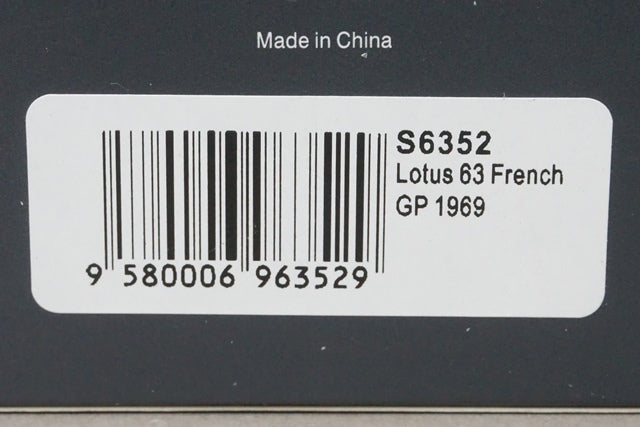 Made in China
S6352
Lotus 63 French
GP 1969
9 580006 963529